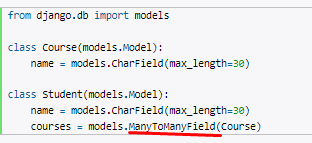 from django.db import models
class Course(models.Model):
    name = models.CharField(max_length=30)
class Student(models.Model):
    name = models.CharField(max_length=30)
    courses = models.ManyToManyField(Course)